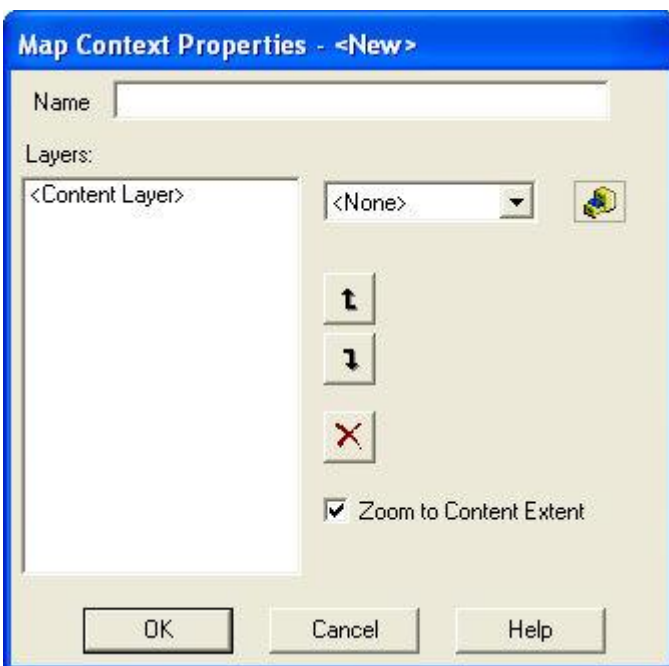 Map Context Properties - <New>
Name
Layers:
<Content Layer>
<None>
Zoom to Content Extent
OK Cancel Help